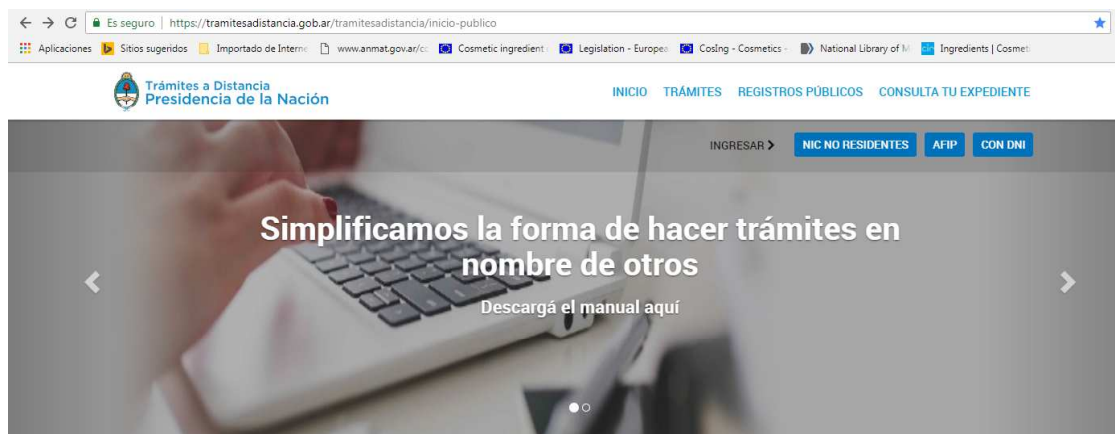 Es seguro | https://tramitesadistancia.gob.ar/tramitesadistancia/inicio-publico
Aplicaciones Sitios sugeridos Importado de Interne www.anmat.gov.ar/c Cosmetic ingredient Legislation - Europea CosIng - Cosmetics - National Library of M Ingredients | Cosmeti
Trámites a Distancia
Presidencia de la Nación
INICIO TRÁMITES REGISTROS PÚBLICOS CONSULTA TU EXPEDIENTE
INGRESAR NIC NO RESIDENTES AFIP CON DNI
Simplificamos la forma de hacer trámites en
nombre de otros
Descargá el manual aquí